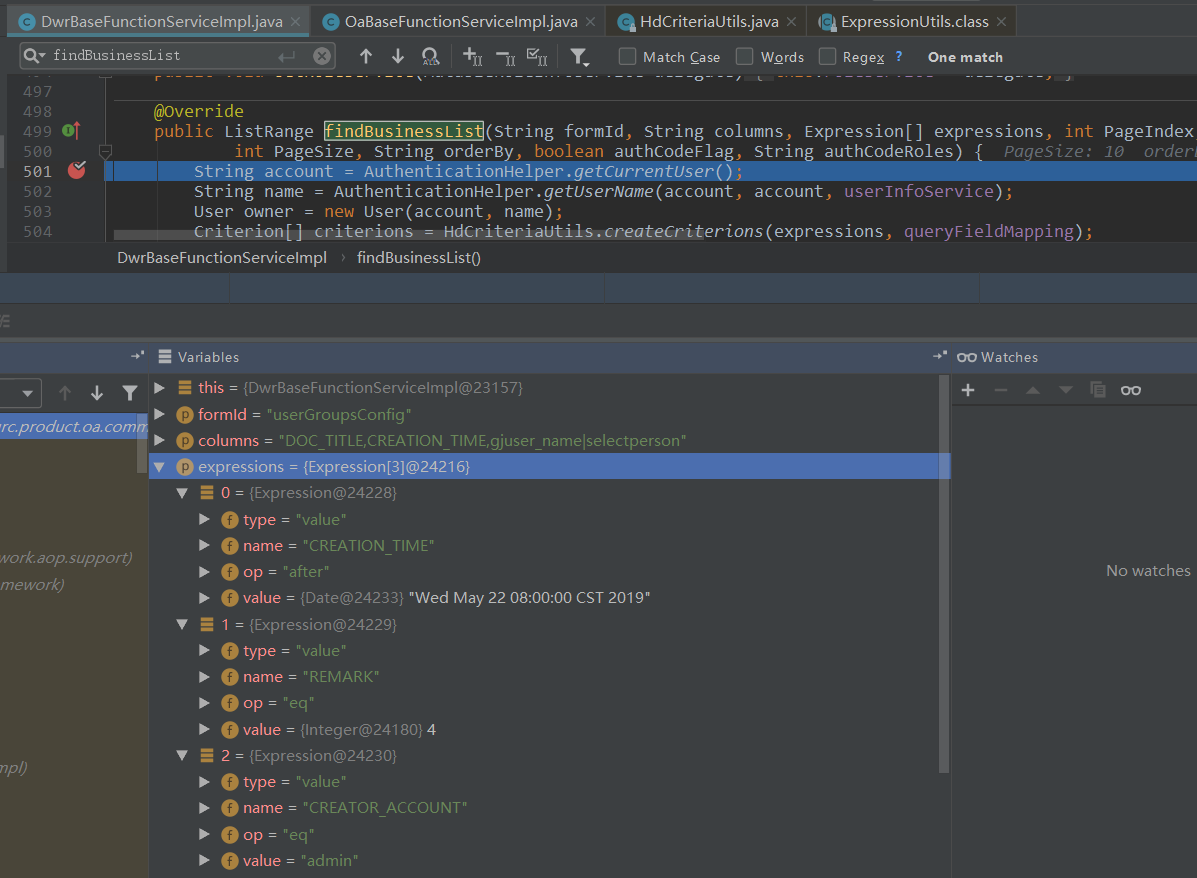 DwrBaseFunctionServiceImpl.java × OaBaseFunctionServiceImpl.java × HdCriteriaUtils.java × ExpressionUtils.class ×
findBusinessList Match Case Words Regex ? One match
497
498 @Override
499 public ListRange findBusinessList(String formId, String columns, Expression[] expressions, int PageIndex
500 int PageSize, String orderBy, boolean authCodeFlag, String authCodeRoles) { PageSize: 10 orderB
501 String account = AuthenticationHelper.getCurrentUser();
502 String name = AuthenticationHelper.getUserName(account, account, userInfoService);
503 User owner = new User(account, name);
504 Criterion[] criterions = HdCriteriaUtils.createCriterions(expressions, queryFieldMapping);
DwrBaseFunctionServiceImpl › findBusinessList()
Variables
Watches
this = {DwrBaseFunctionServiceImpl@23157}
formId = "userGroupsConfig"
rc.product.oa.comm
columns = "DOC_TITLE,CREATION_TIME,gjuser_name|selectperson"
expressions = {Expression[3]@24216}
0 = {Expression@24228}
type = "value"
name = "CREATION_TIME"
work.aop.support)
op = "after"
No watches
mework)
value = {Date@24233} "Wed May 22 08:00:00 CST 2019"
1 = {Expression@24229}
type = "value"
name = "REMARK"
op = "eq"
value = {Integer@24180} 4
2 = {Expression@24230}
mpl)
type = "value"
name = "CREATOR_ACCOUNT"
op = "eq"
value = "admin"